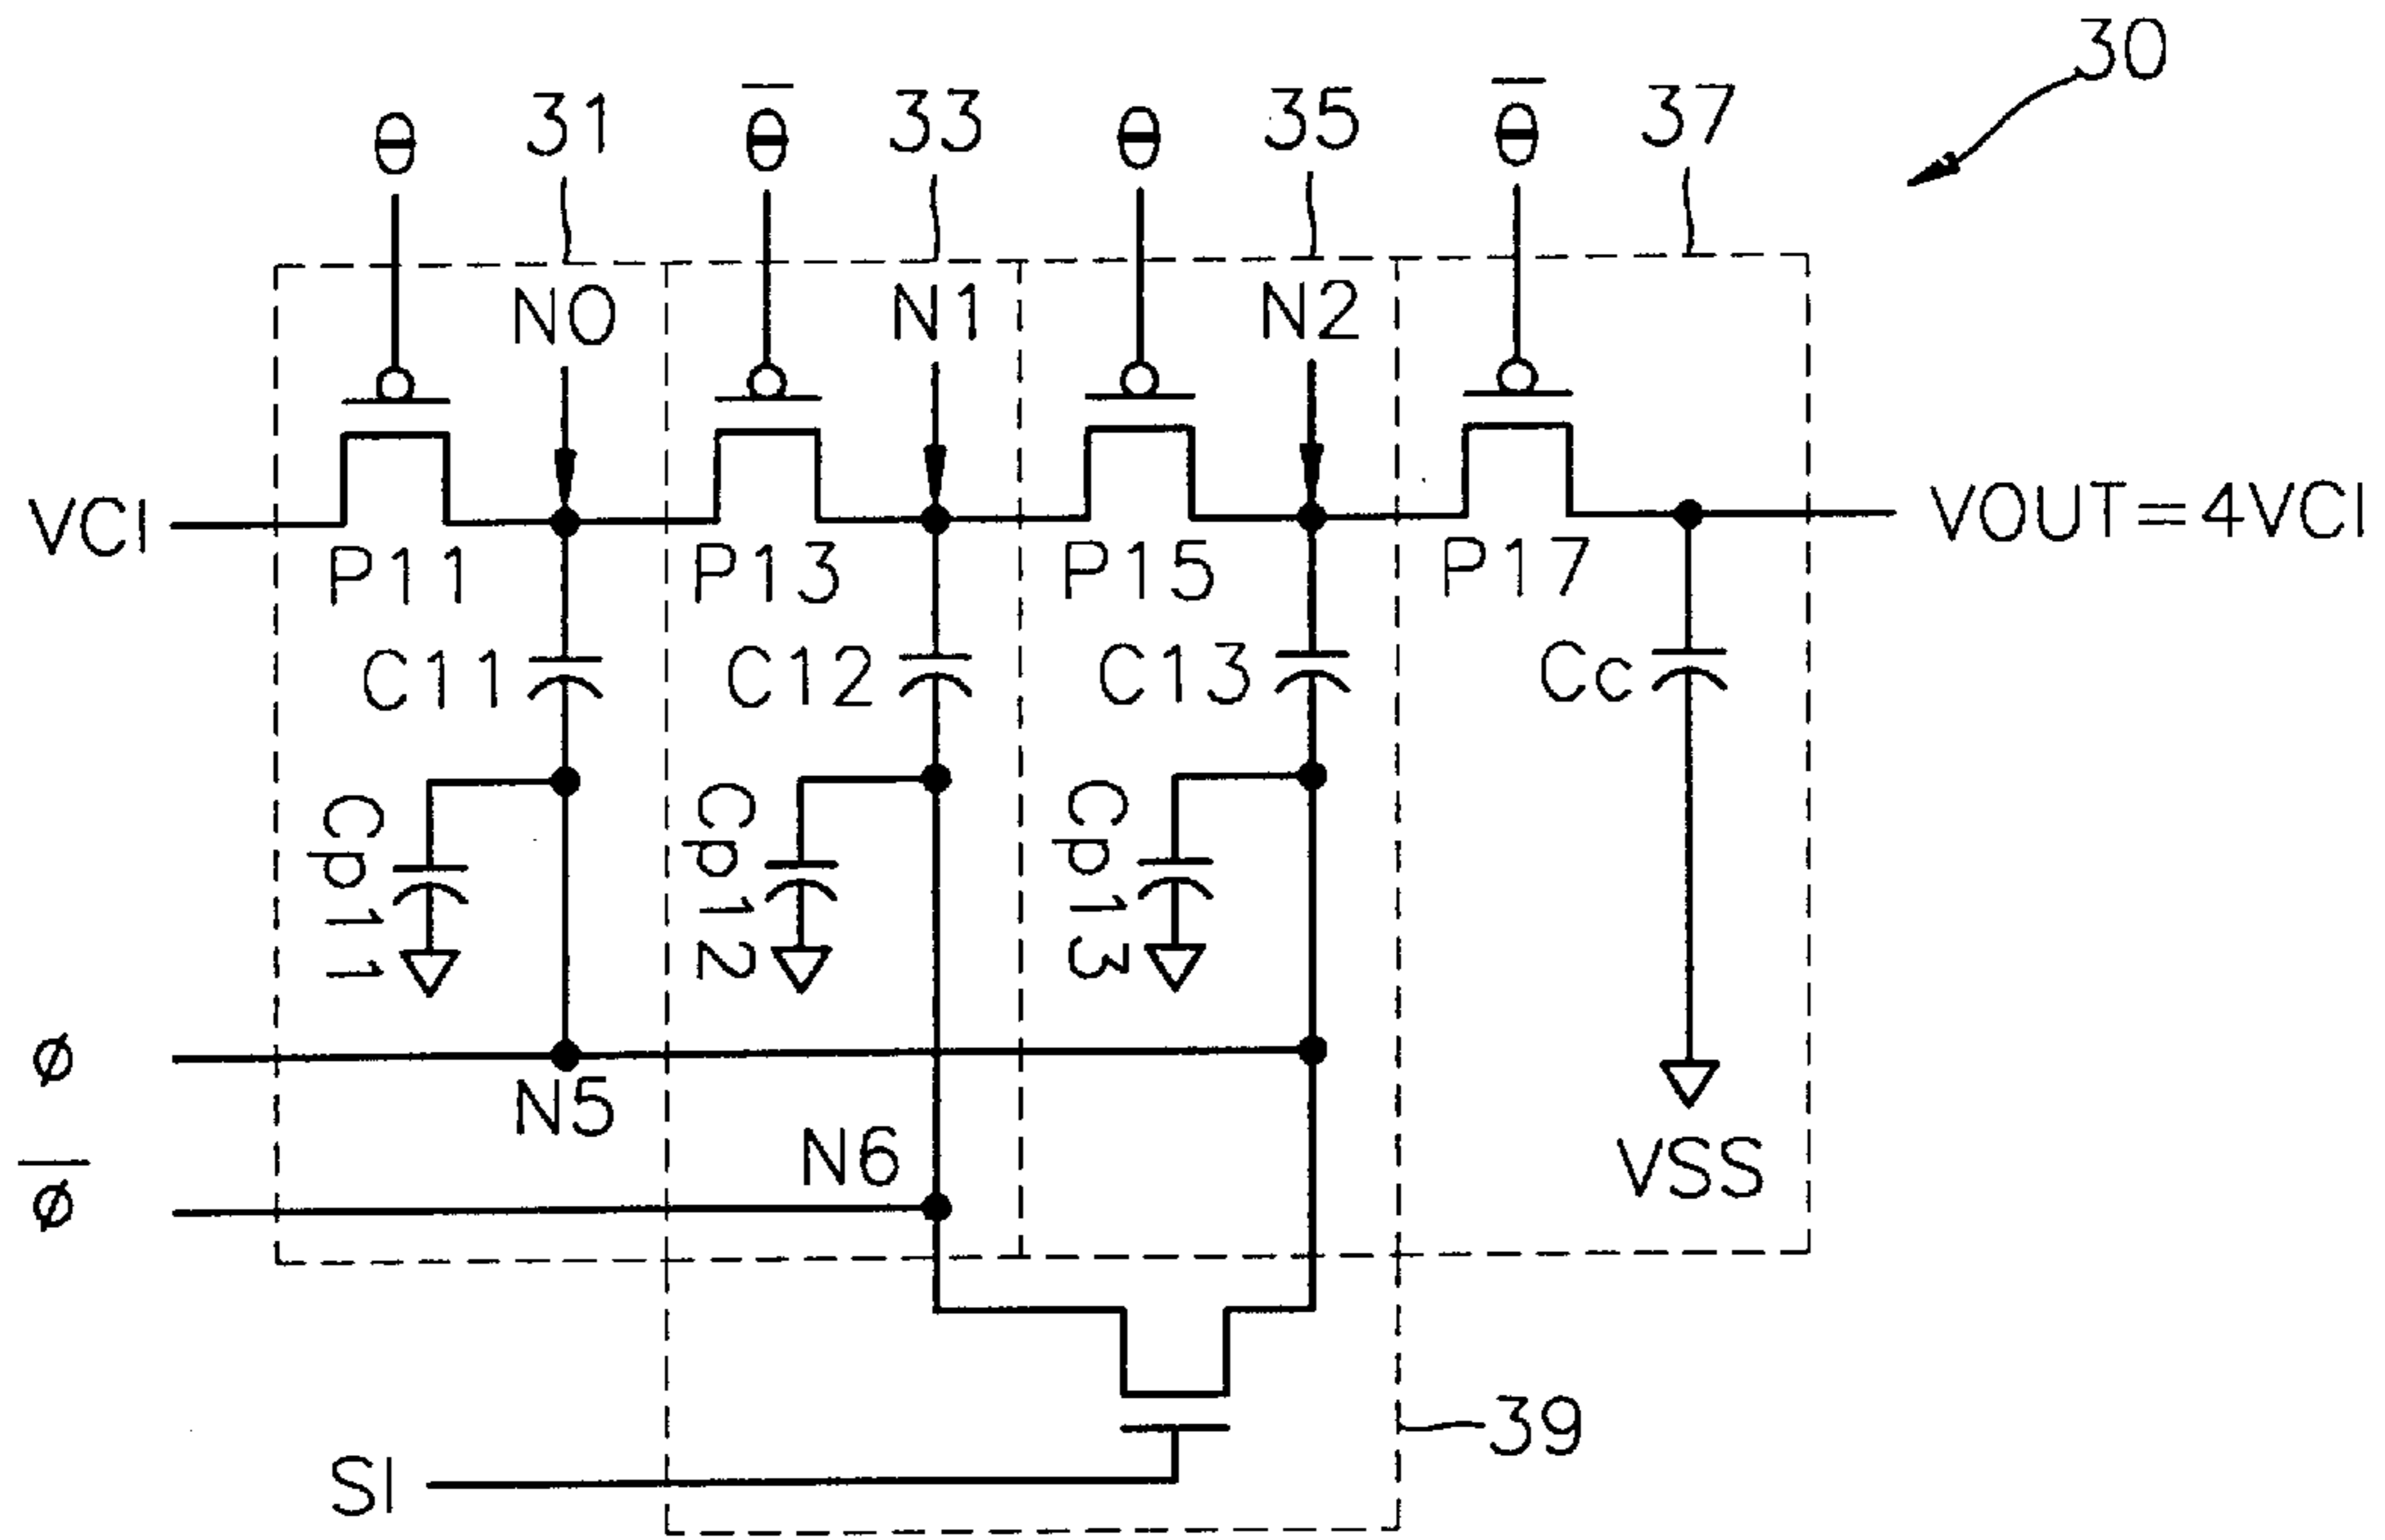 30
θ 31 θ̅ 33 θ 35 θ̅ 37
N0 N1 N2
VCI VOUT=4VCI
P11 P13 P15 P17
C11 C12 C13 Cc
Cp11 Cp12 Cp13
ø
N5
N6 VSS
ø̅
39
SI